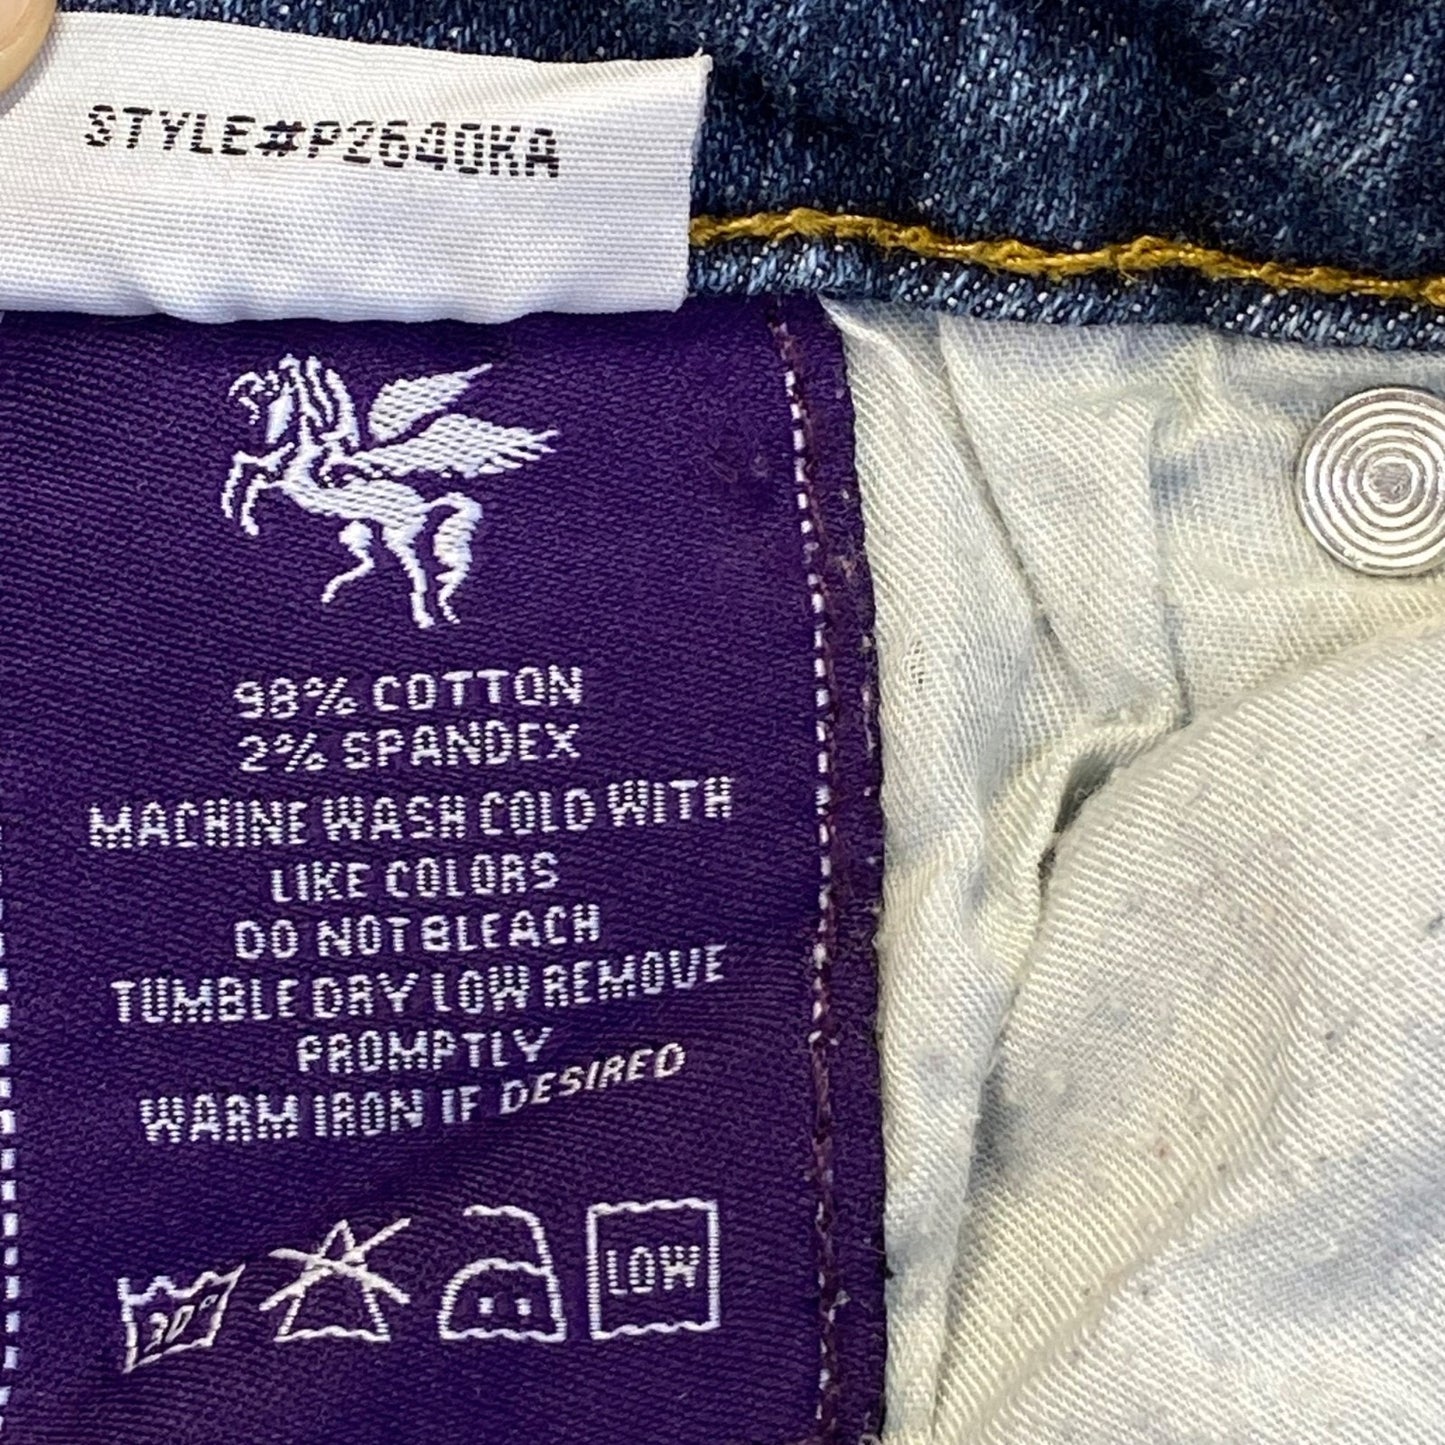 STYLE#P2640KA
98% COTTON
2% SPANDEX
MACHINE WASH COLD WITH
LIKE COLORS
DO NOT BLEACH
TUMBLE DRY LOW REMOVE
PROMPTLY
WARM IRON IF DESIRED
30° LOW